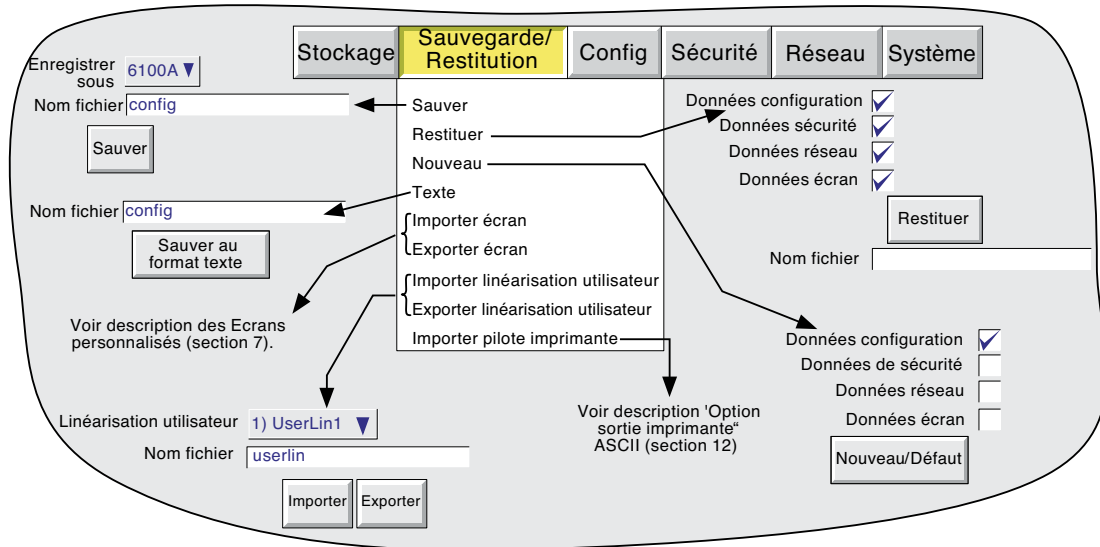 Stockage
Sauvegarde/
Restitution
Config
Sécurité
Réseau
Système
Enregistrer
sous
6100A
Nom fichier
config
Sauver
Nom fichier
config
Sauver au
format texte
Voir description des Ecrans
personnalisés (section 7).
Linéarisation utilisateur
1) UserLin1
Nom fichier
userlin
Importer
Exporter
Sauver
Restituer
Nouveau
Texte
Importer écran
Exporter écran
Importer linéarisation utilisateur
Exporter linéarisation utilisateur
Importer pilote imprimante
Voir description 'Option
sortie imprimante“
ASCII (section 12)
Données configuration
Données sécurité
Données réseau
Données écran
Restituer
Nom fichier
Données configuration
Données de sécurité
Données réseau
Données écran
Nouveau/Défaut